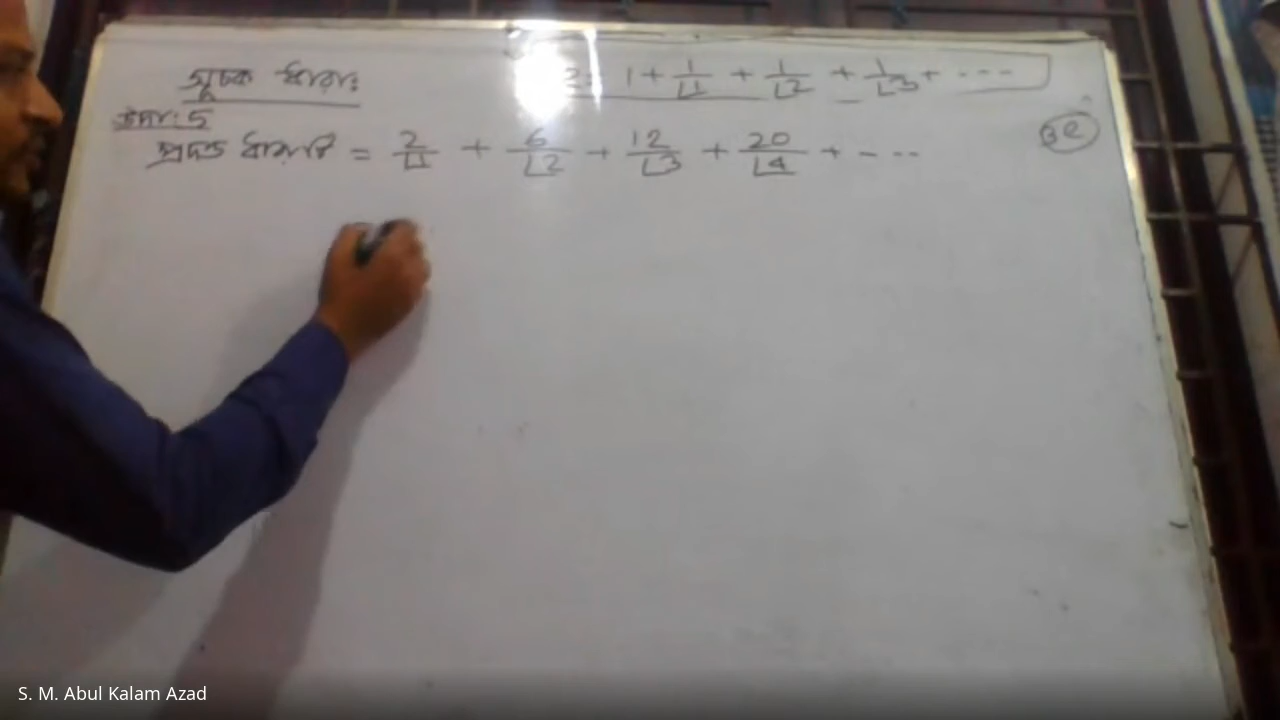 সূচক ধারাঃ
1 + 1/⌊1 + 1/⌊2 + 1/⌊3 + ---
উদাঃ 5
প্রদত্ত ধারাটি = 2/⌊1 + 6/⌊2 + 12/⌊3 + 20/⌊4 + ---
3e
S. M. Abul Kalam Azad